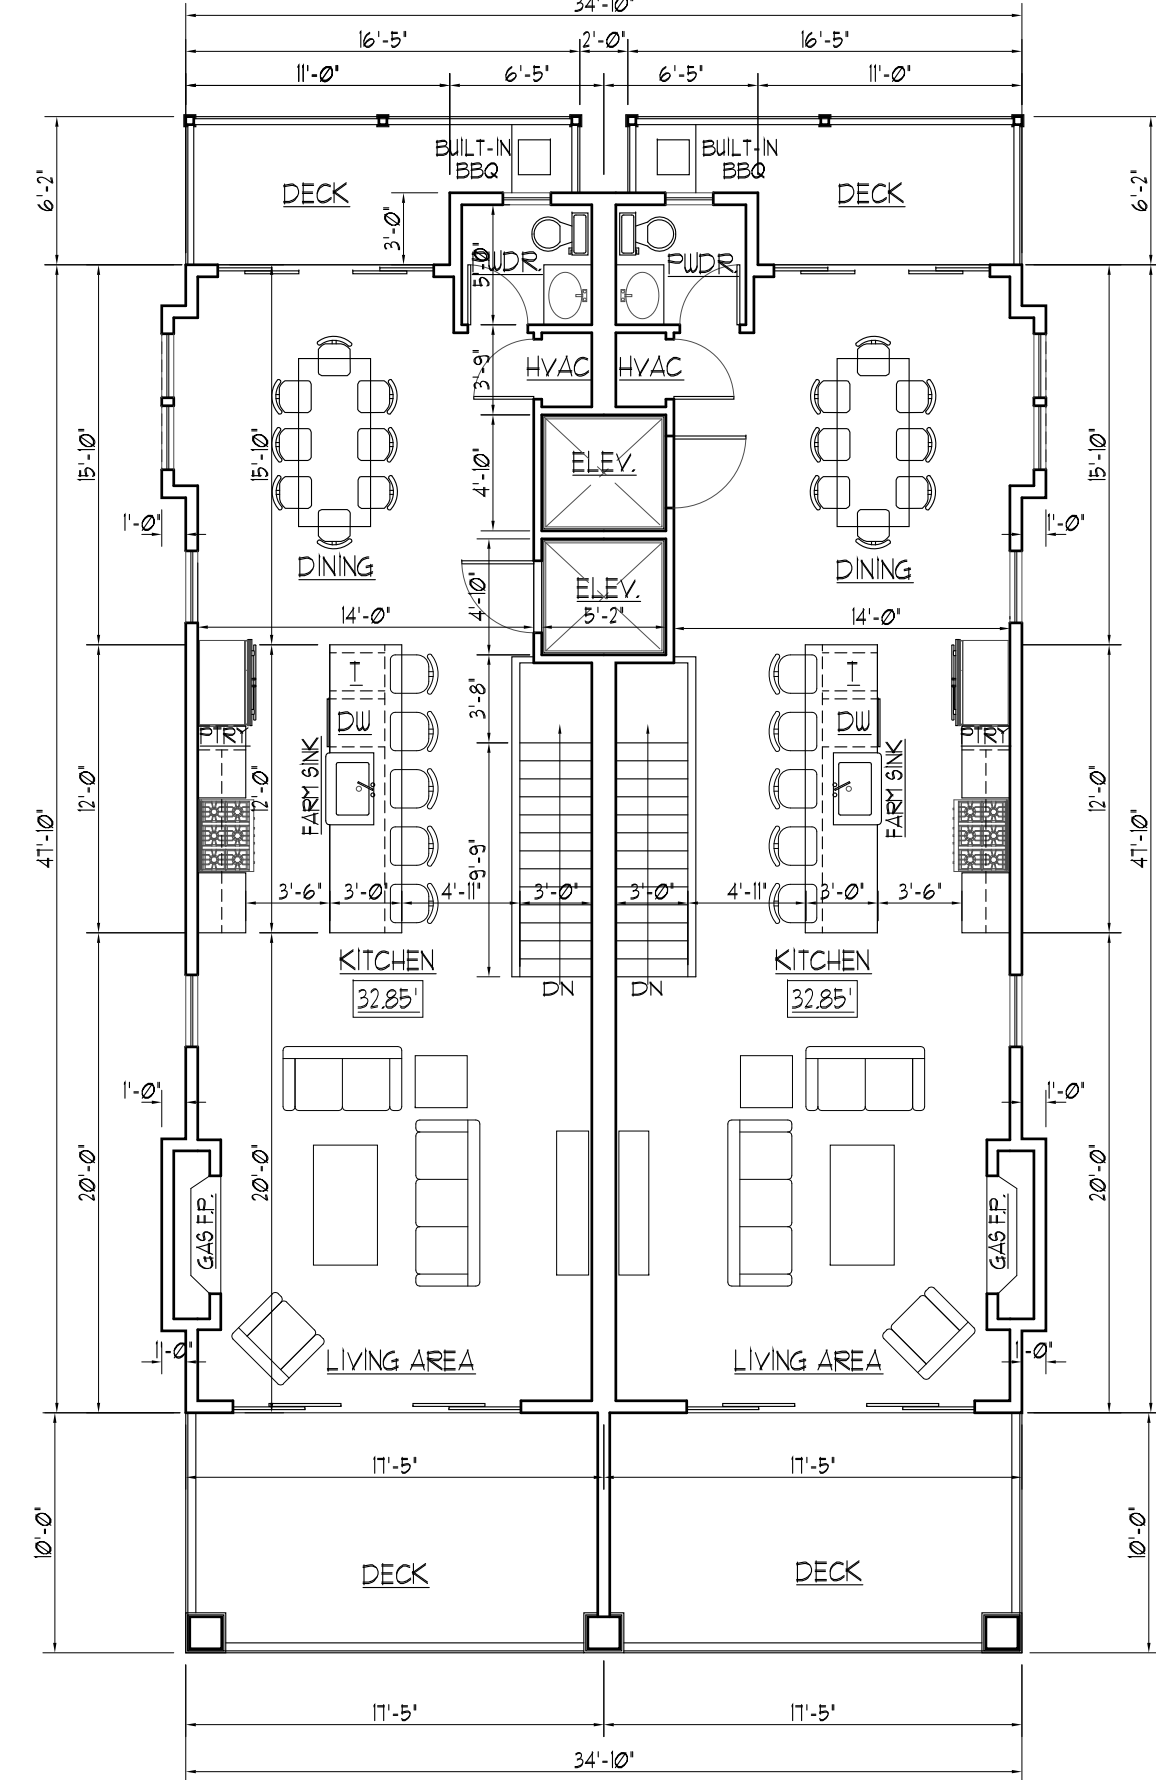 34'-10"
16'-5" 2'-0" 16'-5"
11'-0" 6'-5" 6'-5" 11'-0"
BUILT-IN
BBQ
BUILT-IN
BBQ
6'-2"
DECK
DECK
6'-2"
3'-0"
5'-0"
PWDR.
PWDR.
3'-9"
HVAC
HVAC
15'-10"
15'-10"
4'-10"
ELEV.
15'-10"
1'-0"
1'-0"
DINING
DINING
4'-10"
ELEV.
14'-0"
5'-2"
14'-0"
T
T
3'-8"
DW
DW
PTRY
PTRY
FARM SINK
FARM SINK
12'-0"
12'-0"
12'-0"
47'-10"
47'-10"
9'-9"
3'-6" 3'-0" 4'-11" 3'-0" 3'-0" 4'-11" 3'-0" 3'-6"
KITCHEN
KITCHEN
32.85'
32.85'
DN
DN
1'-0"
1'-0"
20'-0"
20'-0"
20'-0"
GAS F.P.
GAS F.P.
1'-0"
1'-0"
LIVING AREA
LIVING AREA
17'-5"
17'-5"
10'-0"
10'-0"
DECK
DECK
17'-5"
17'-5"
34'-10"